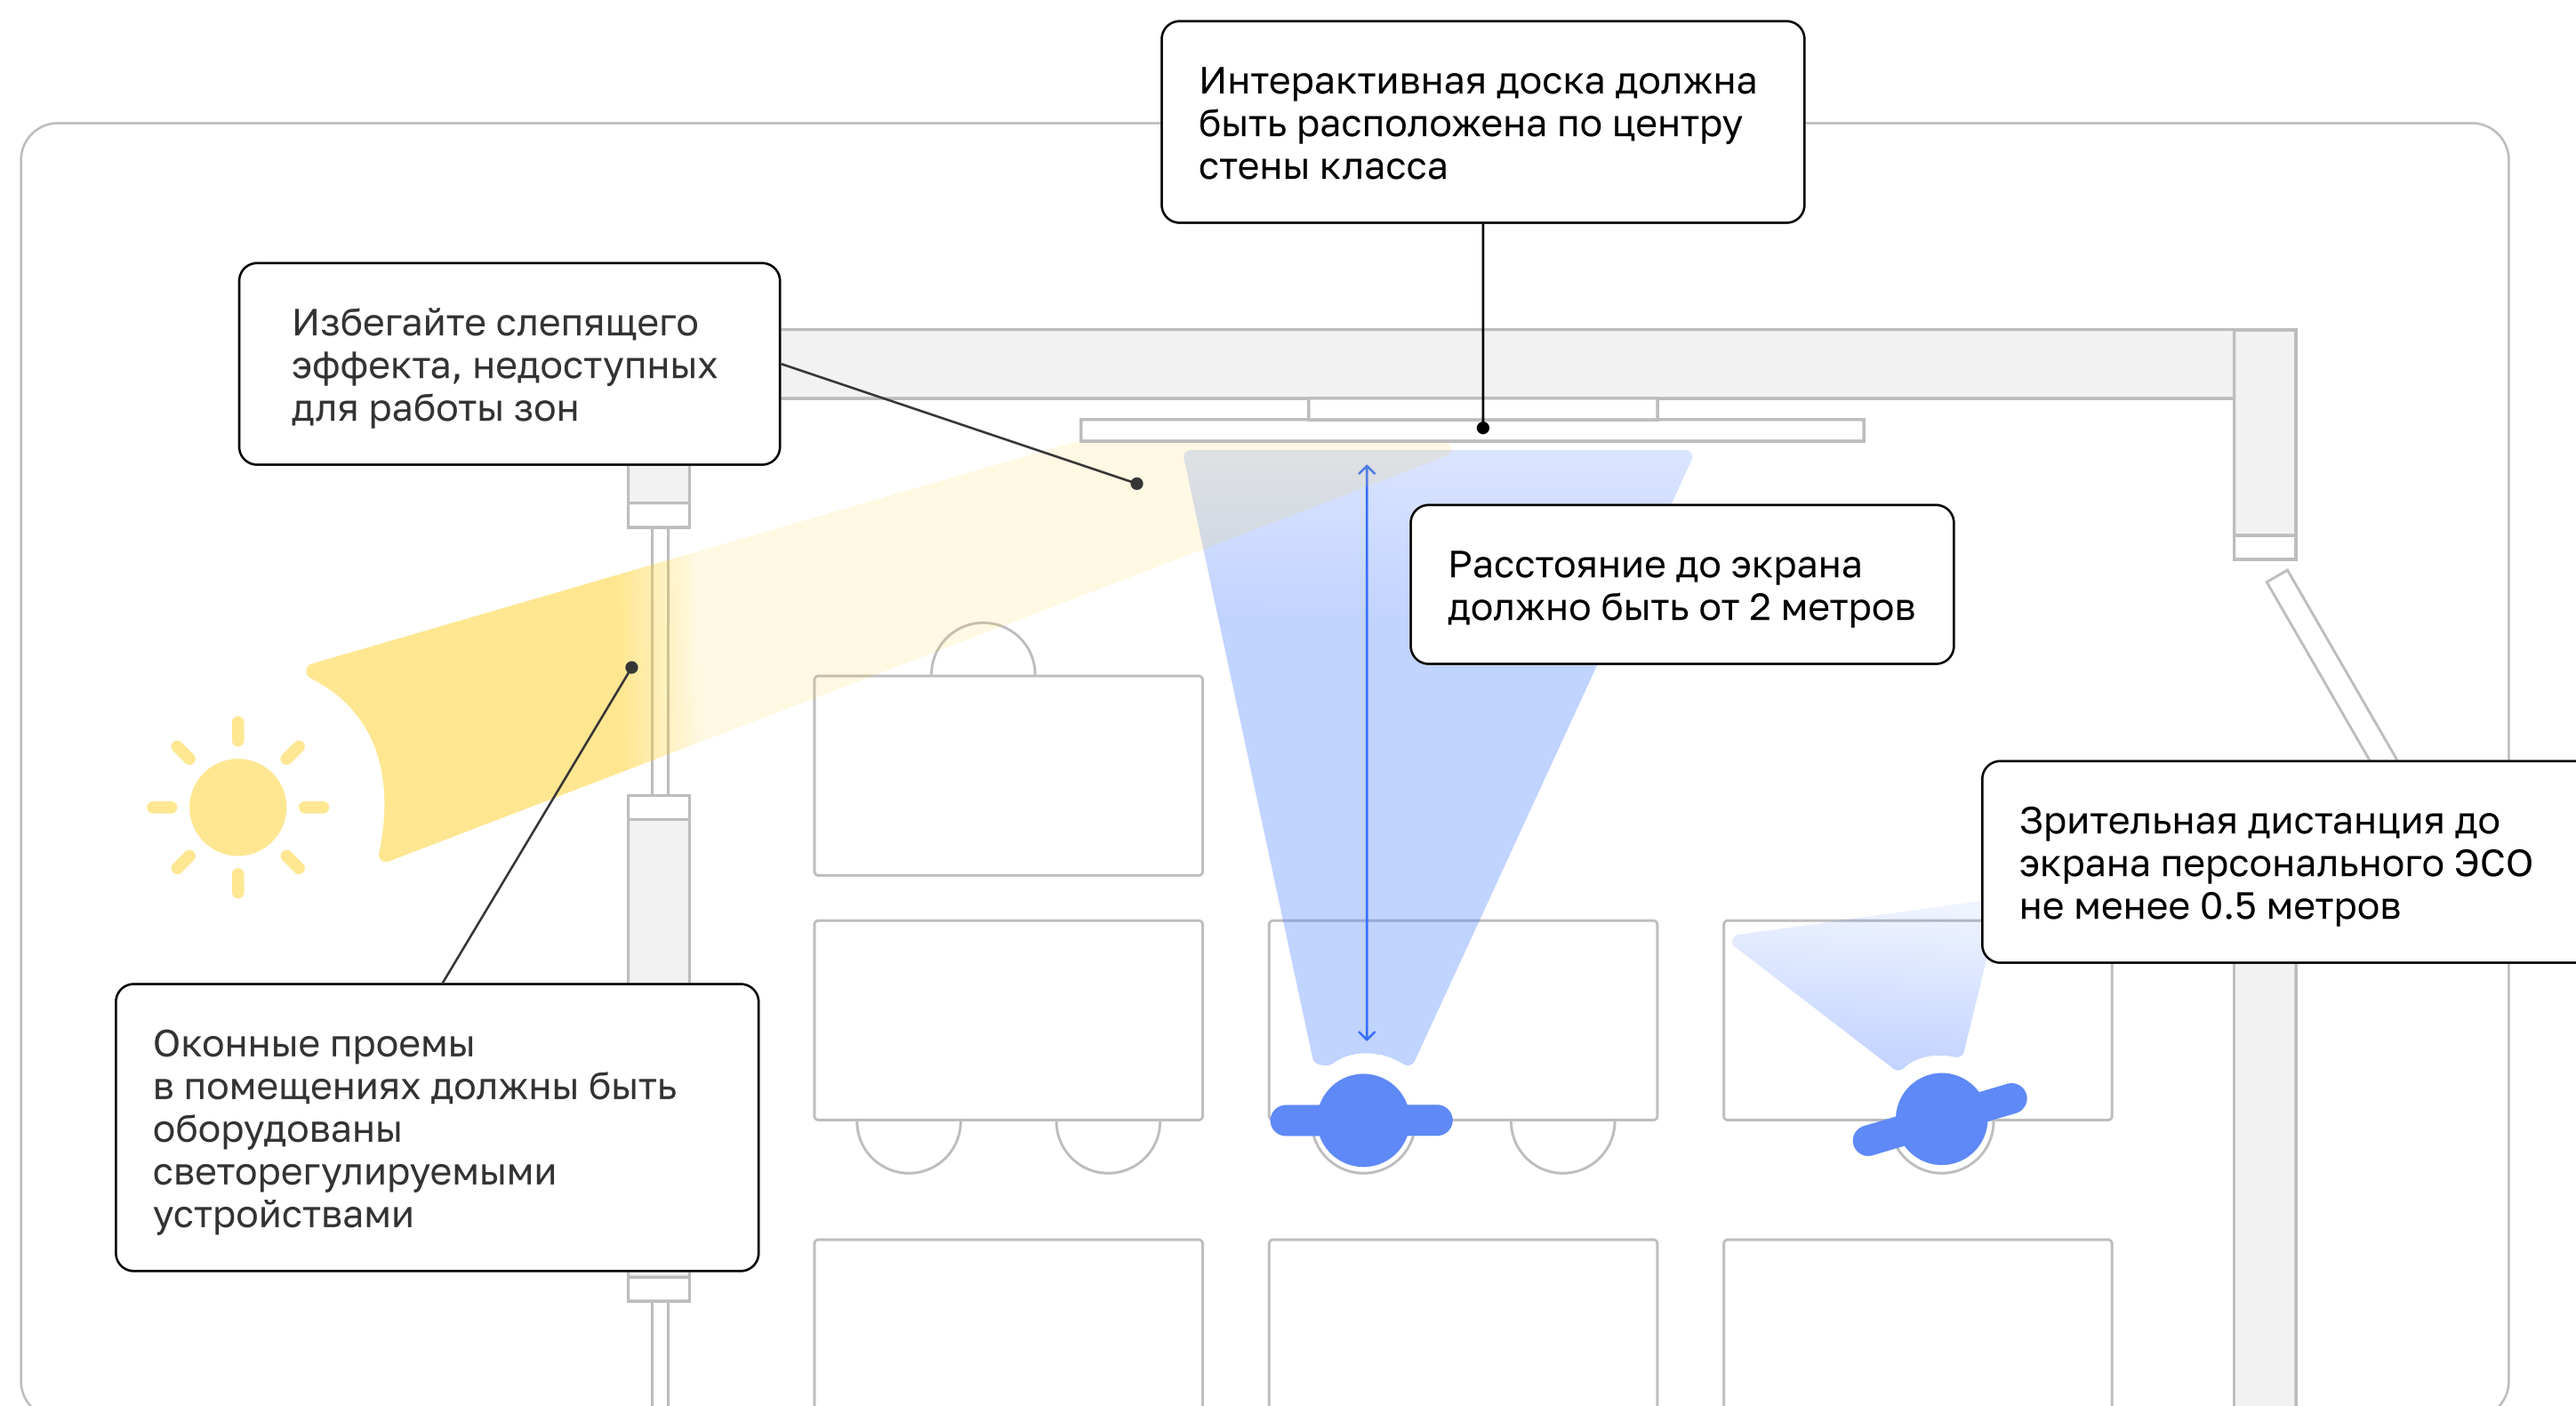 Интерактивная доска должна
быть расположена по центру
стены класса
Избегайте слепящего
эффекта, недоступных
для работы зон
Расстояние до экрана
должно быть от 2 метров
Зрительная дистанция до
экрана персонального ЭСО
не менее 0.5 метров
Оконные проемы
в помещениях должны быть
оборудованы
светорегулируемыми
устройствами